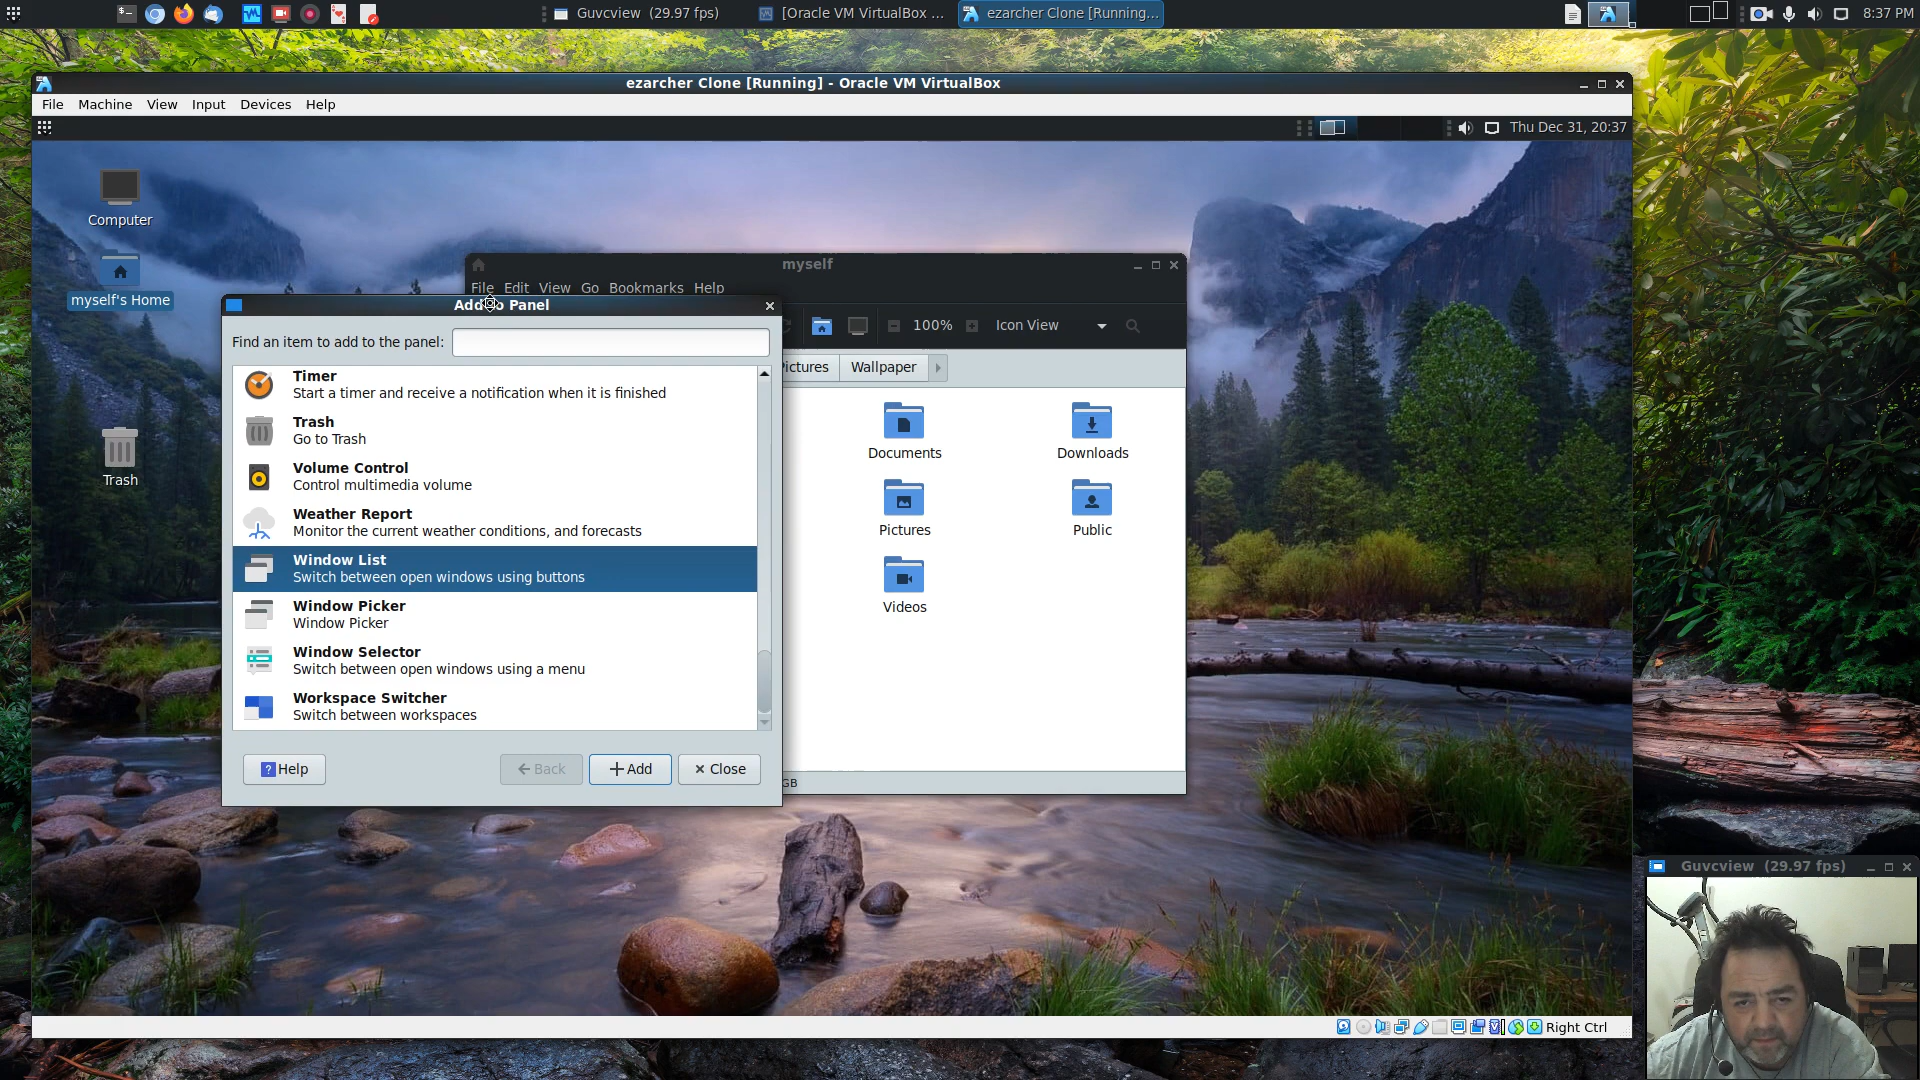 Guvcview (29.97 fps)
[Oracle VM VirtualBox ...
ezarcher Clone [Running...
8:37 PM
ezarcher Clone [Running] - Oracle VM VirtualBox
File Machine View Input Devices Help
Thu Dec 31, 20:37
Computer
myself's Home
Trash
myself
File Edit View Go Bookmarks Help
100% Icon View
Pictures Wallpaper
Documents Downloads
Pictures Public
Videos
GB
Add to Panel
Find an item to add to the panel:
Timer
Start a timer and receive a notification when it is finished
Trash
Go to Trash
Volume Control
Control multimedia volume
Weather Report
Monitor the current weather conditions, and forecasts
Window List
Switch between open windows using buttons
Window Picker
Window Picker
Window Selector
Switch between open windows using a menu
Workspace Switcher
Switch between workspaces
Help Back Add Close
Guvcview (29.97 fps)
Right Ctrl